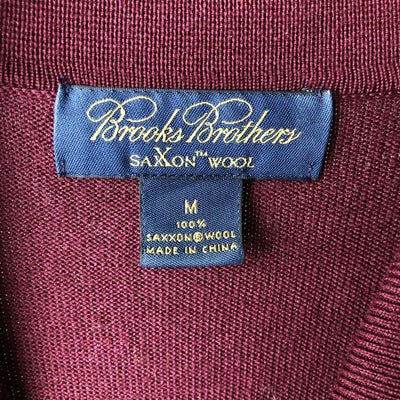 Brooks Brothers
SAXXON™ WOOL
M
100%
SAXXON®WOOL
MADE IN CHINA